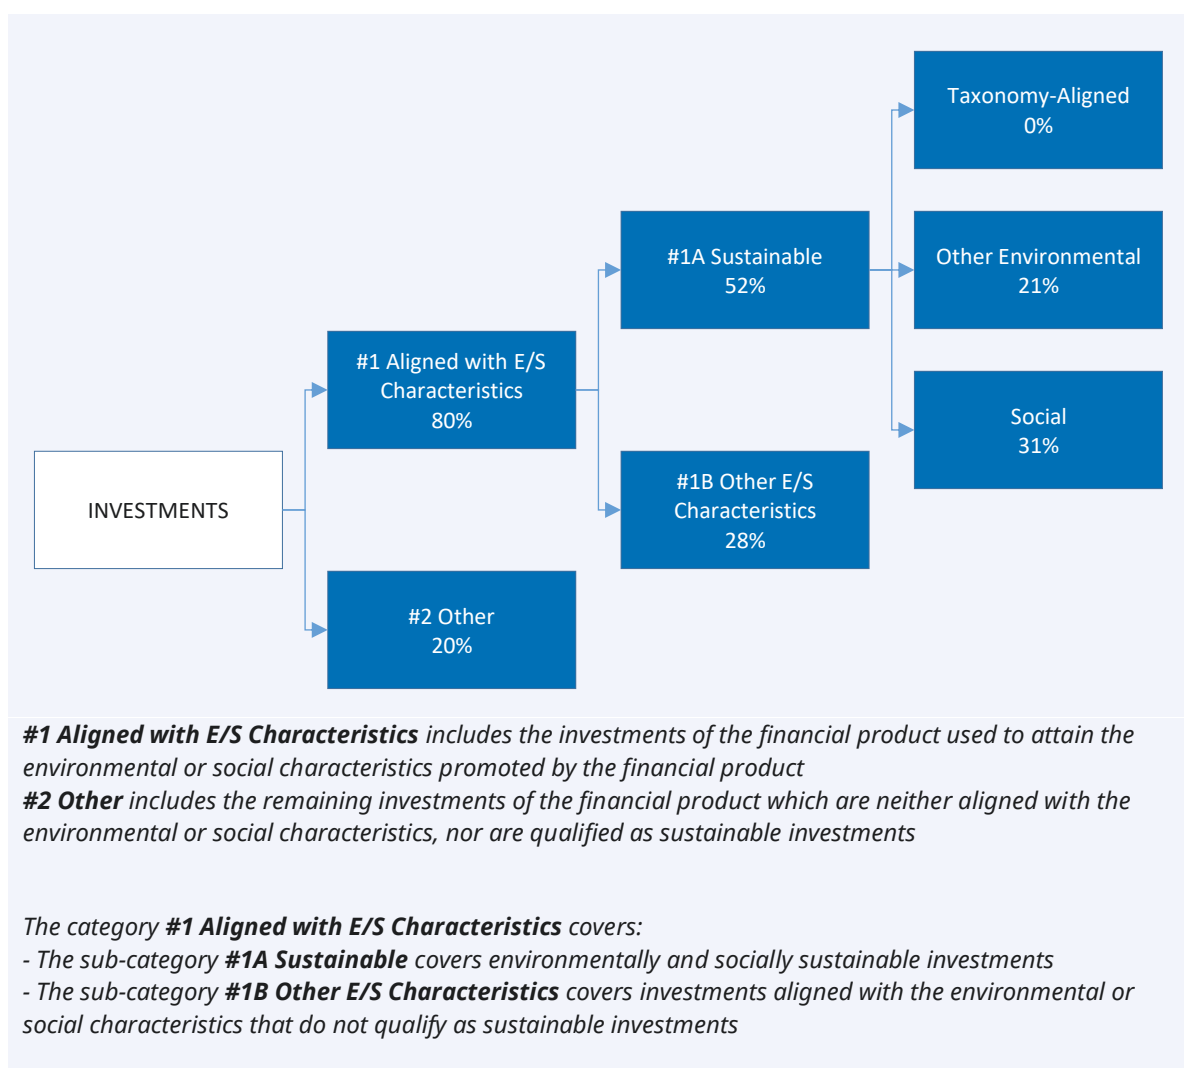 Taxonomy-Aligned
0%
#1A Sustainable
52%
Other Environmental
21%
#1 Aligned with E/S
Characteristics
80%
Social
31%
INVESTMENTS
#1B Other E/S
Characteristics
28%
#2 Other
20%
#1 Aligned with E/S Characteristics includes the investments of the financial product used to attain the
environmental or social characteristics promoted by the financial product
#2 Other includes the remaining investments of the financial product which are neither aligned with the
environmental or social characteristics, nor are qualified as sustainable investments
The category #1 Aligned with E/S Characteristics covers:
- The sub-category #1A Sustainable covers environmentally and socially sustainable investments
- The sub-category #1B Other E/S Characteristics covers investments aligned with the environmental or
social characteristics that do not qualify as sustainable investments